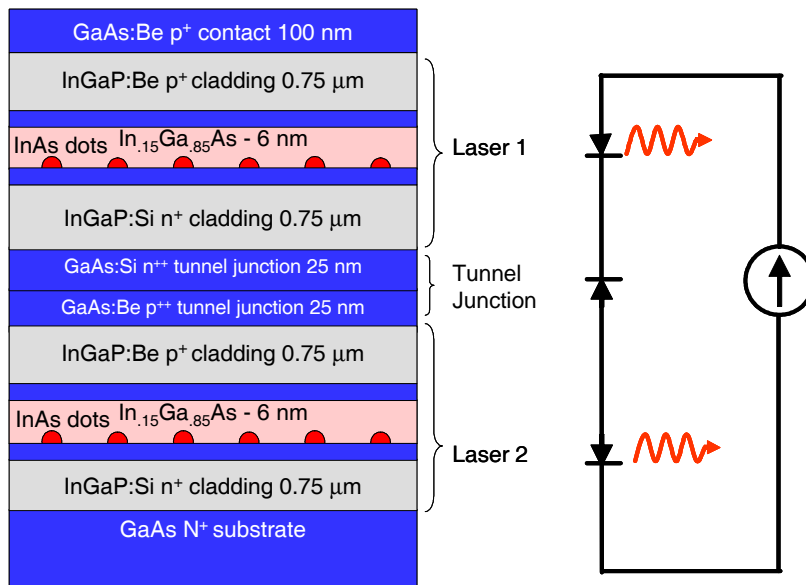 GaAs:Be p⁺ contact 100 nm
InGaP:Be p⁺ cladding 0.75 μm
InAs dots In.15Ga.85As - 6 nm
InGaP:Si n⁺ cladding 0.75 μm
Laser 1
GaAs:Si n⁺⁺ tunnel junction 25 nm
GaAs:Be p⁺⁺ tunnel junction 25 nm
Tunnel
Junction
InGaP:Be p⁺ cladding 0.75 μm
InAs dots In.15Ga.85As - 6 nm
InGaP:Si n⁺ cladding 0.75 μm
Laser 2
GaAs N⁺ substrate